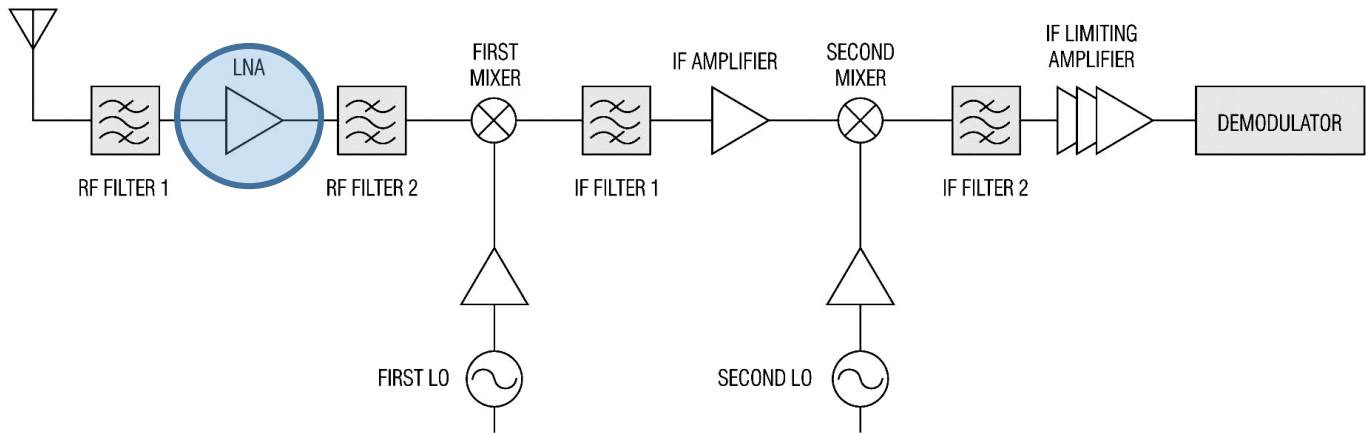 LNA
FIRST
MIXER
IF AMPLIFIER
SECOND
MIXER
IF LIMITING
AMPLIFIER
DEMODULATOR
RF FILTER 1
RF FILTER 2
IF FILTER 1
IF FILTER 2
FIRST LO
SECOND LO